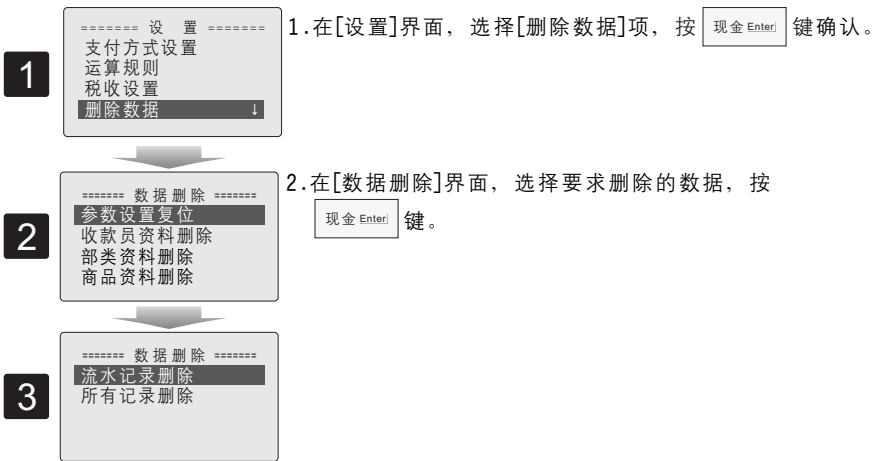 1.在[设置]界面，选择[删除数据]项，按 现金 Enter 键确认。
======= 设 置 =======
支付方式设置
运算规则
税收设置
删除数据 ↓
1
2.在[数据删除]界面，选择要求删除的数据，按
现金 Enter 键。
======= 数据删除 =======
参数设置复位
收款员资料删除
部类资料删除
商品资料删除
2
======= 数据删除 =======
流水记录删除
所有记录删除
3